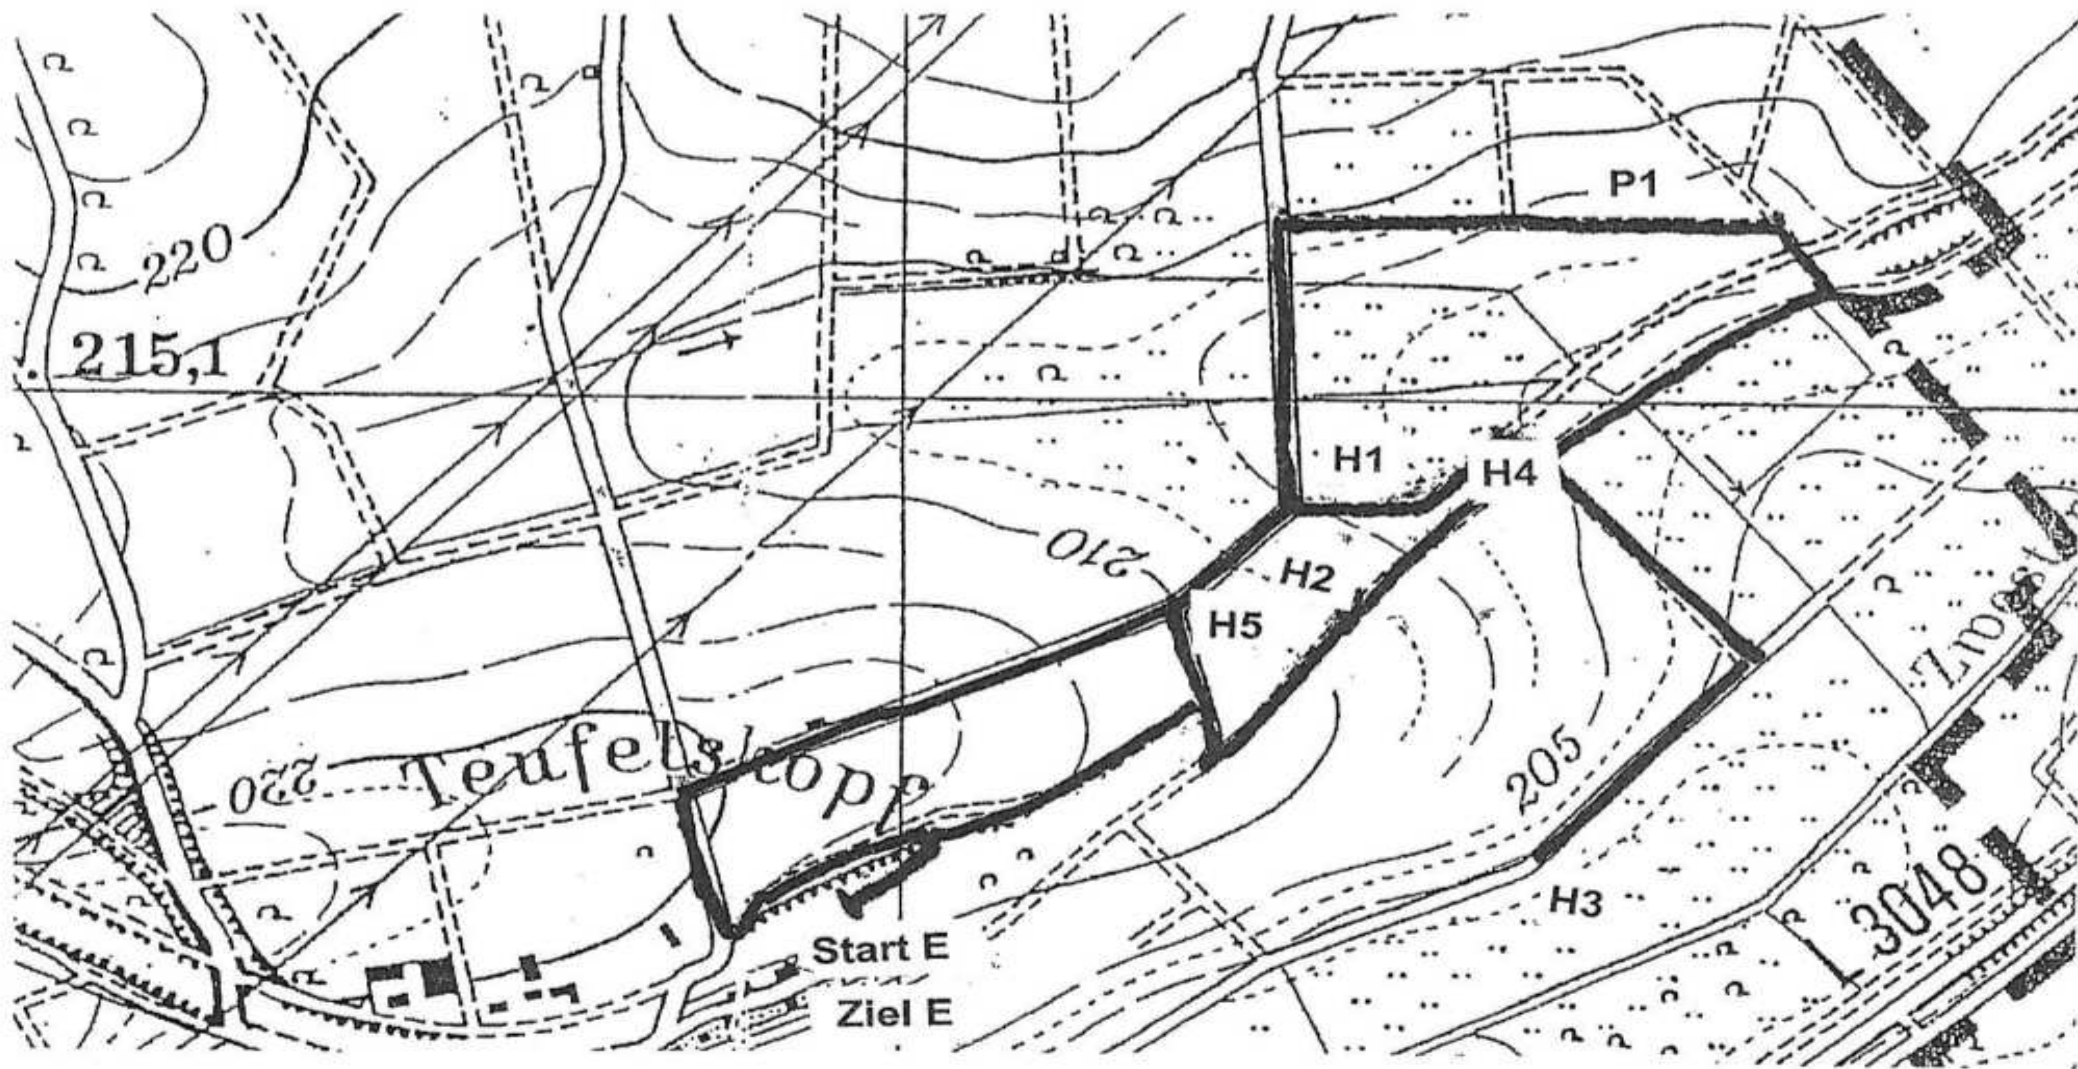 P1
220
215,1
H1
H4
210
H2
H5
Teufelskopf
220
205
H3
L 3048
Start E
Ziel E